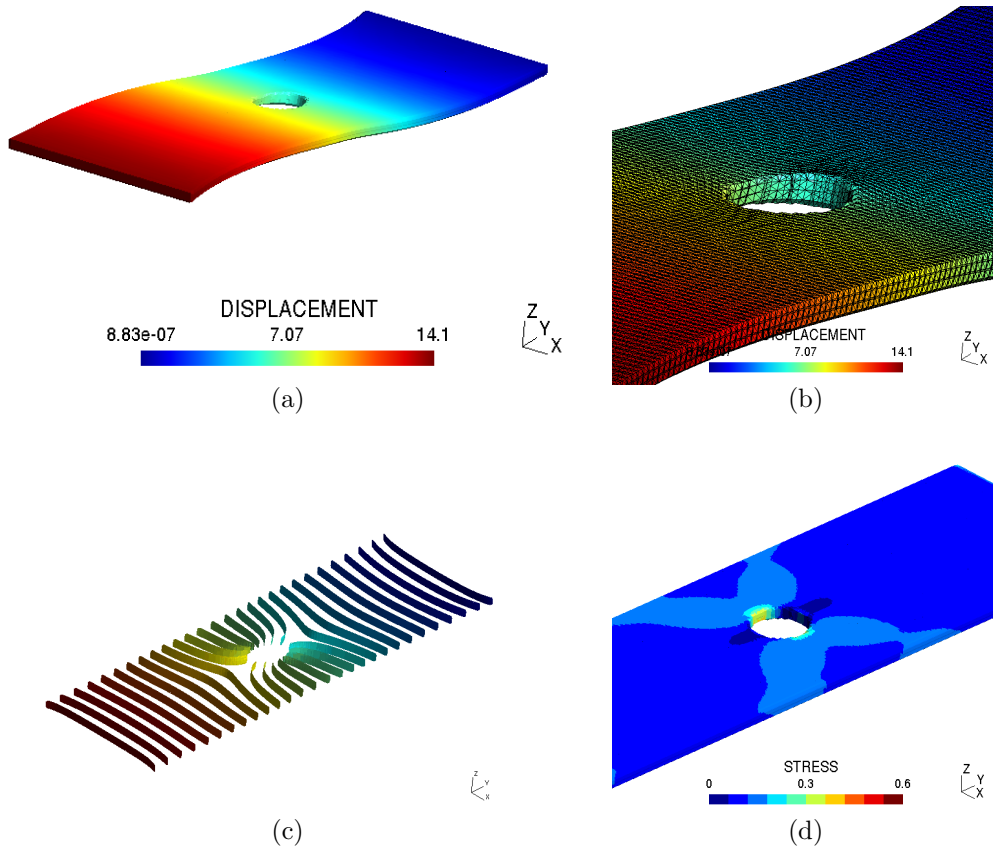 DISPLACEMENT
8.83e-07 7.07 14.1
Z
Y
X
(a)
DISPLACEMENT
7.07 14.1
Z
Y
X
(b)
Z
Y
X
(c)
STRESS
0 0.3 0.6
Z
Y
X
(d)